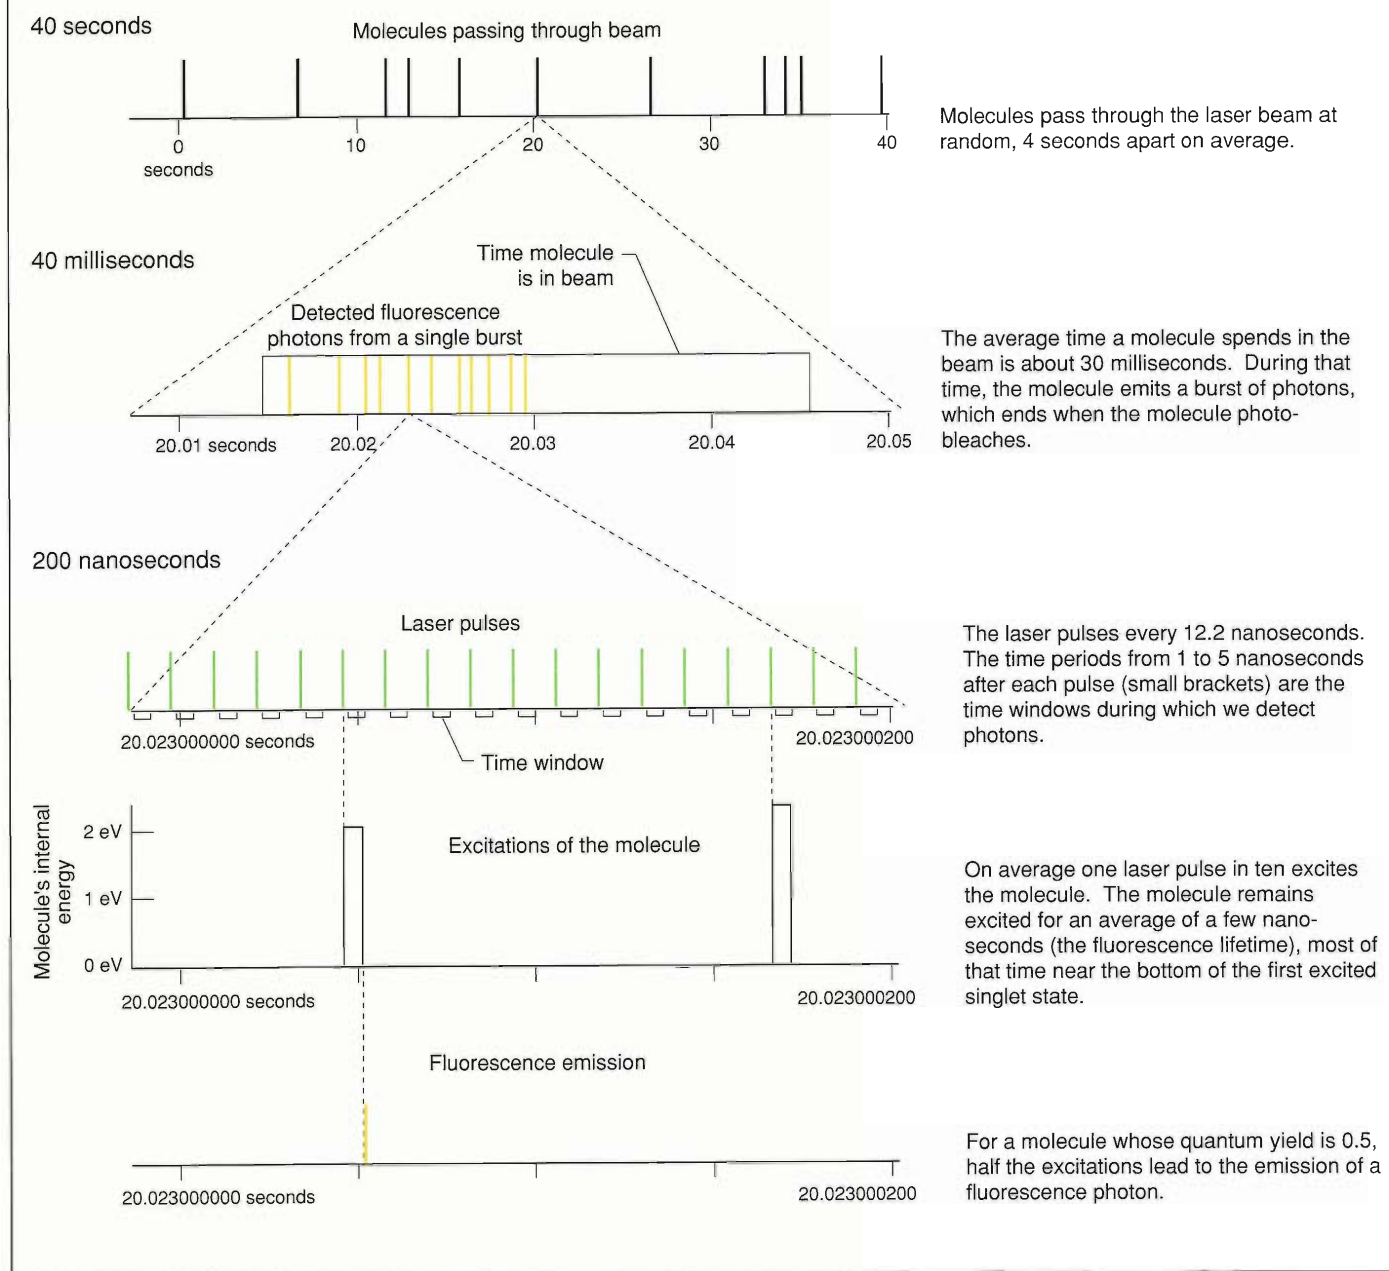 40 seconds
Molecules passing through beam
0
10
20
30
40
seconds
Molecules pass through the laser beam at
random, 4 seconds apart on average.
40 milliseconds
Time molecule
is in beam
Detected fluorescence
photons from a single burst
20.01 seconds
20.02
20.03
20.04
20.05
The average time a molecule spends in the
beam is about 30 milliseconds. During that
time, the molecule emits a burst of photons,
which ends when the molecule photo-
bleaches.
200 nanoseconds
Laser pulses
20.023000000 seconds
20.023000200
Time window
The laser pulses every 12.2 nanoseconds.
The time periods from 1 to 5 nanoseconds
after each pulse (small brackets) are the
time windows during which we detect
photons.
Molecule's internal
energy
2 eV
1 eV
0 eV
Excitations of the molecule
20.023000000 seconds
20.023000200
On average one laser pulse in ten excites
the molecule. The molecule remains
excited for an average of a few nano-
seconds (the fluorescence lifetime), most of
that time near the bottom of the first excited
singlet state.
Fluorescence emission
20.023000000 seconds
20.023000200
For a molecule whose quantum yield is 0.5,
half the excitations lead to the emission of a
fluorescence photon.